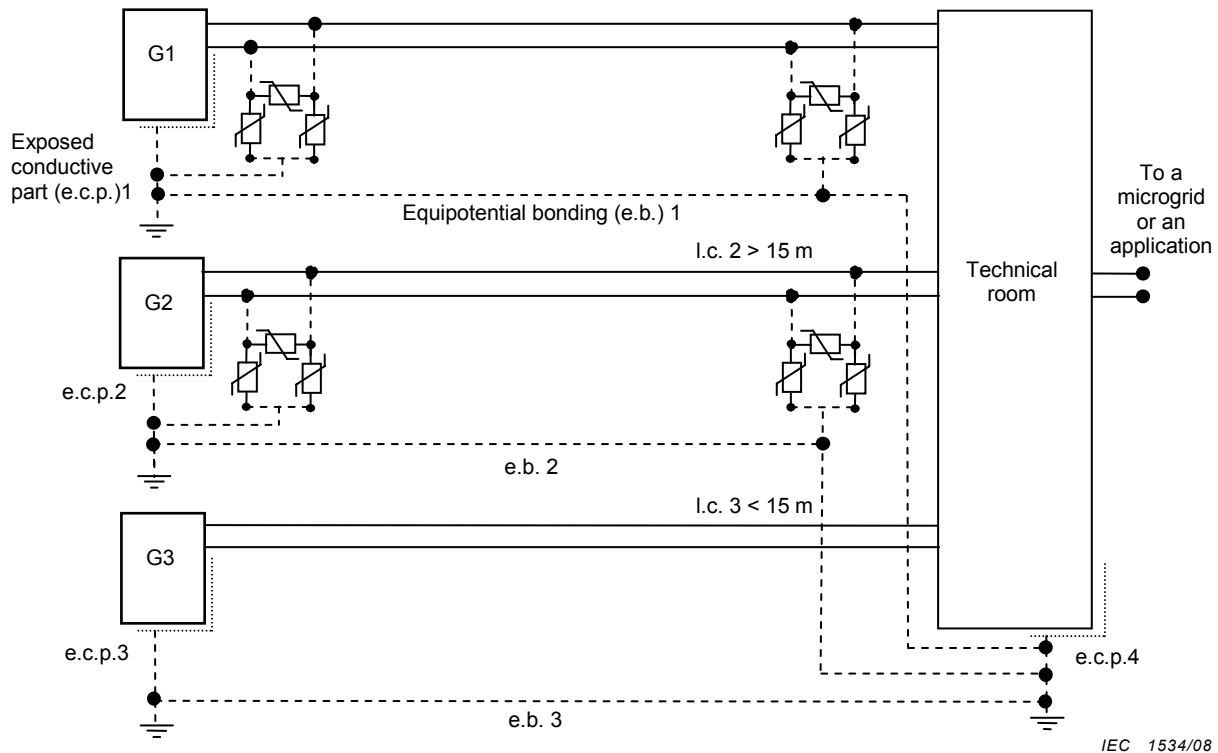 G1
Exposed
conductive
part (e.c.p.)1
Equipotential bonding (e.b.) 1
To a
microgrid
or an
application
l.c. 2 > 15 m
G2
Technical
room
e.c.p.2
e.b. 2
l.c. 3 < 15 m
G3
e.c.p.3
e.c.p.4
e.b. 3
IEC 1534/08